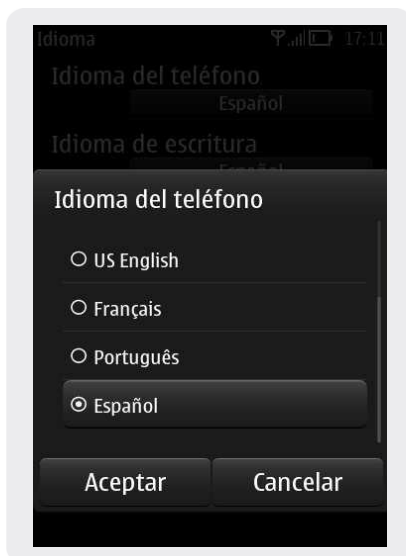 Idioma
17:11
Idioma del teléfono
Español
Idioma de escritura
Español
Idioma del teléfono
US English
Français
Português
Español
Aceptar
Cancelar